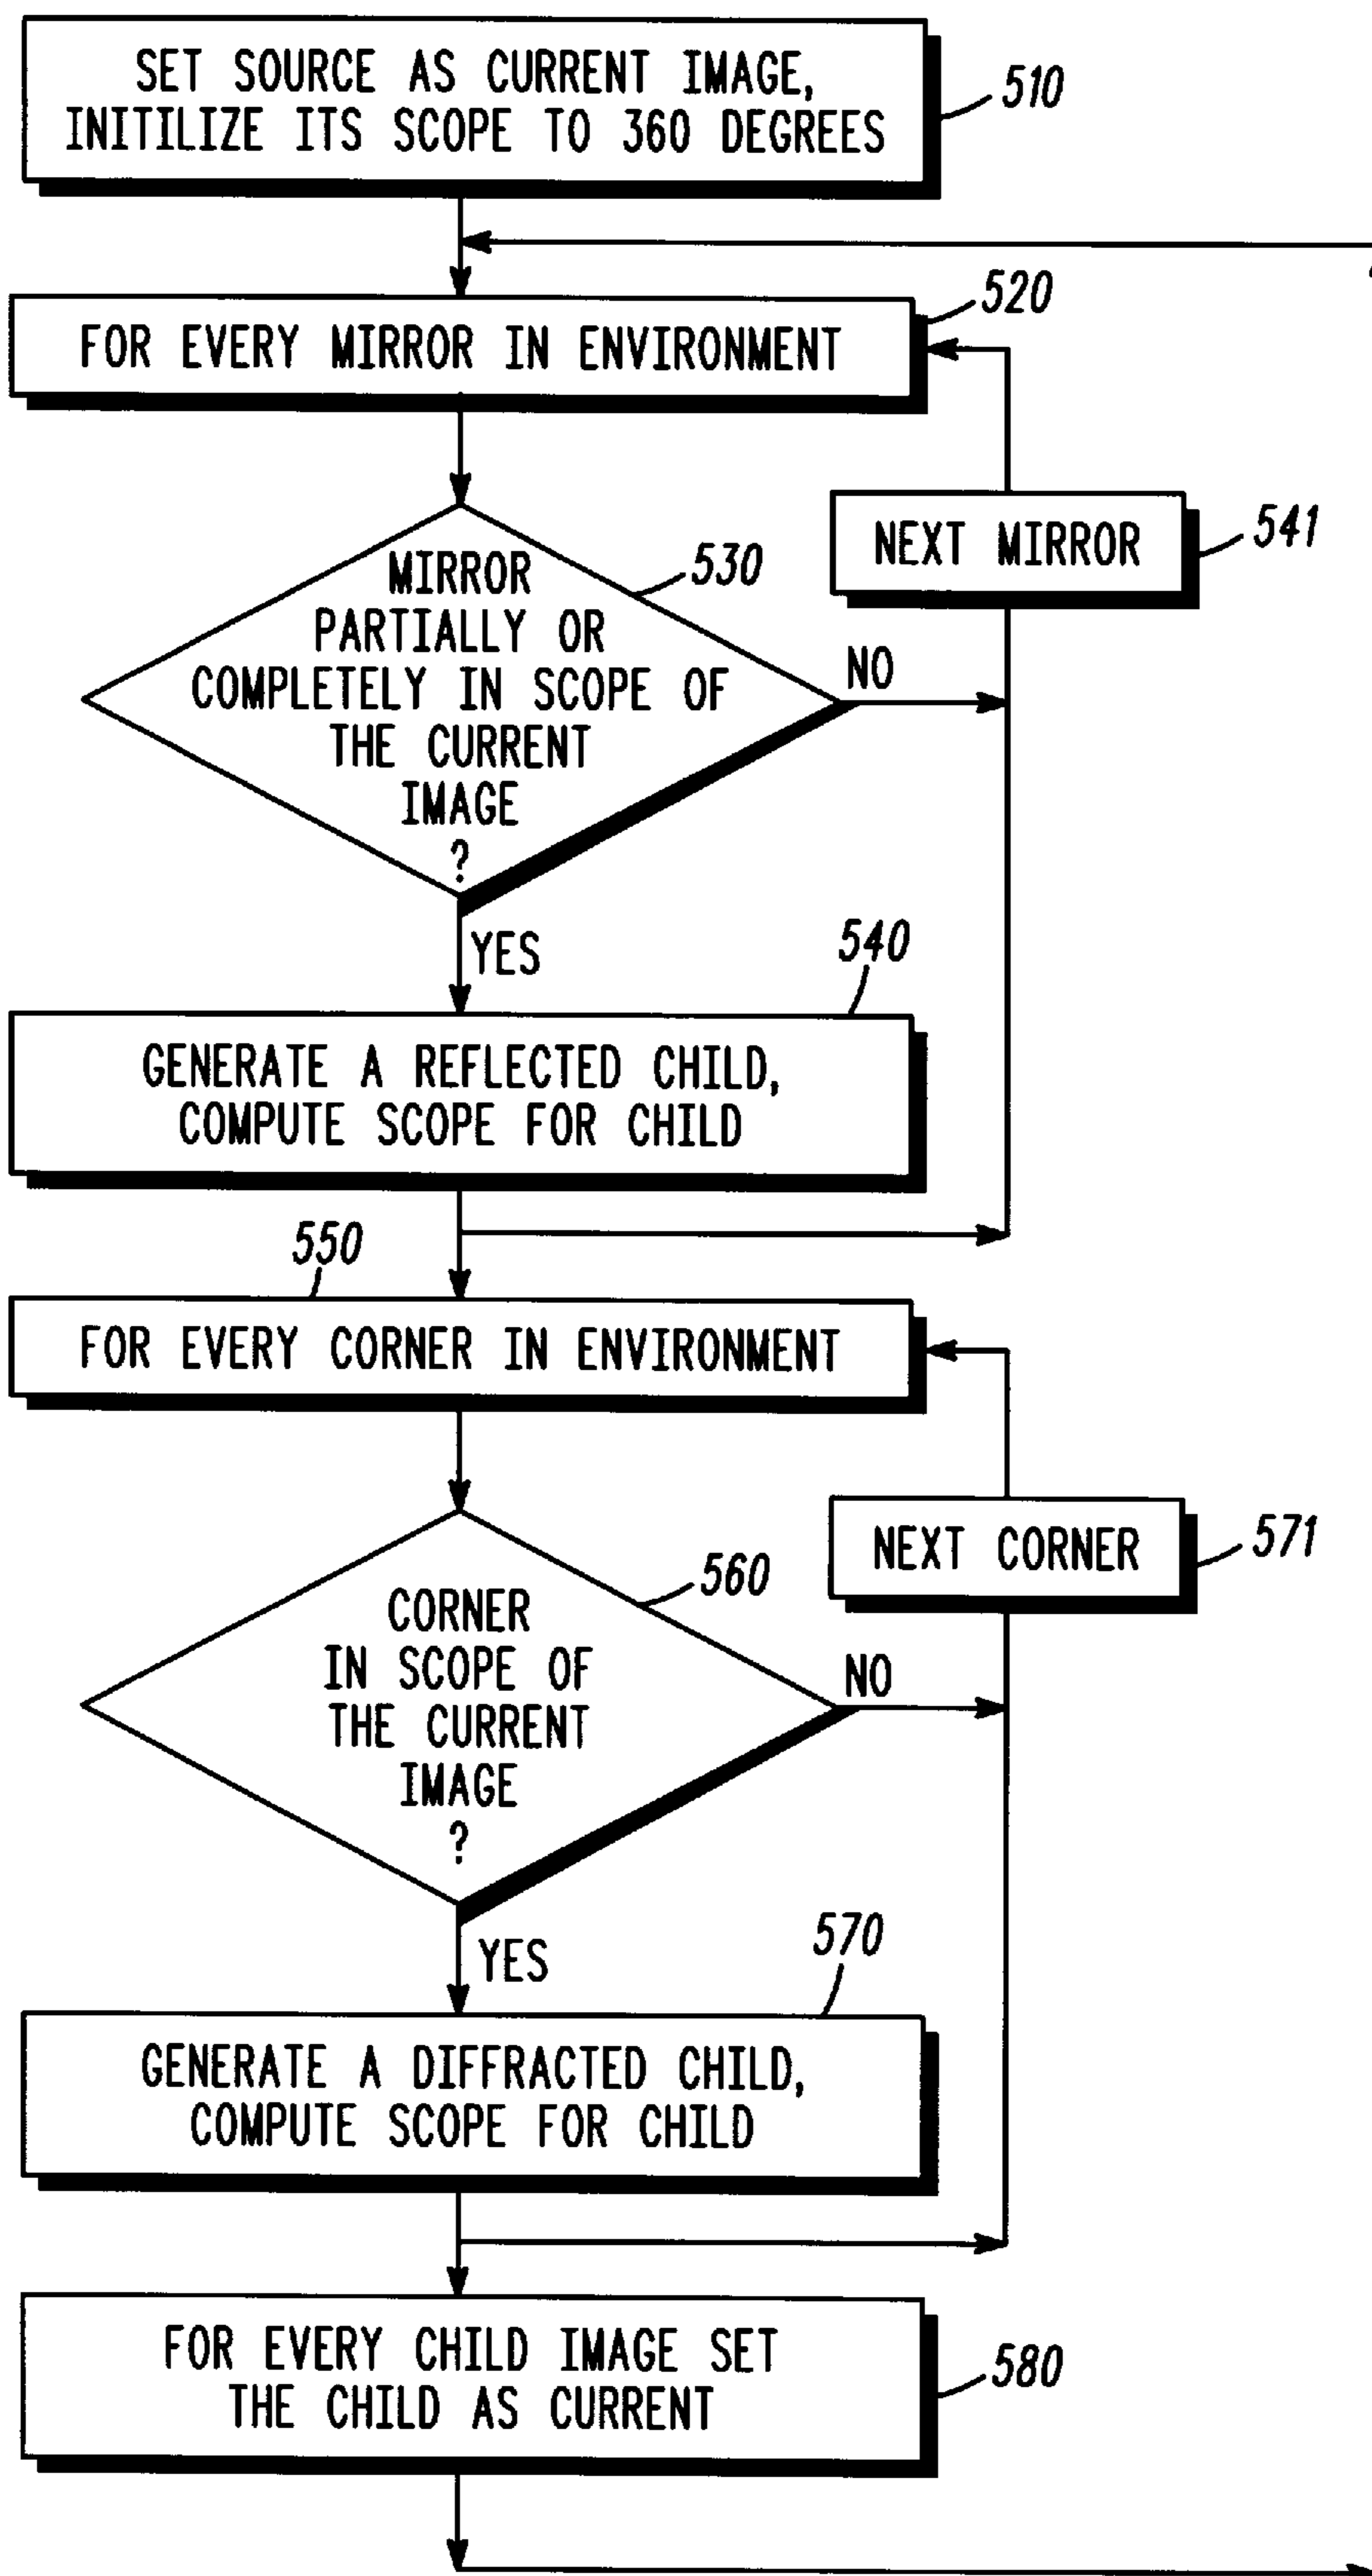 SET SOURCE AS CURRENT IMAGE,
INITILIZE ITS SCOPE TO 360 DEGREES
510
FOR EVERY MIRROR IN ENVIRONMENT
520
NEXT MIRROR
541
MIRROR
PARTIALLY OR
COMPLETELY IN SCOPE OF
THE CURRENT
IMAGE
?
530
NO
YES
540
GENERATE A REFLECTED CHILD,
COMPUTE SCOPE FOR CHILD
550
FOR EVERY CORNER IN ENVIRONMENT
NEXT CORNER
571
CORNER
IN SCOPE OF
THE CURRENT
IMAGE
?
560
NO
YES
570
GENERATE A DIFFRACTED CHILD,
COMPUTE SCOPE FOR CHILD
FOR EVERY CHILD IMAGE SET
THE CHILD AS CURRENT
580